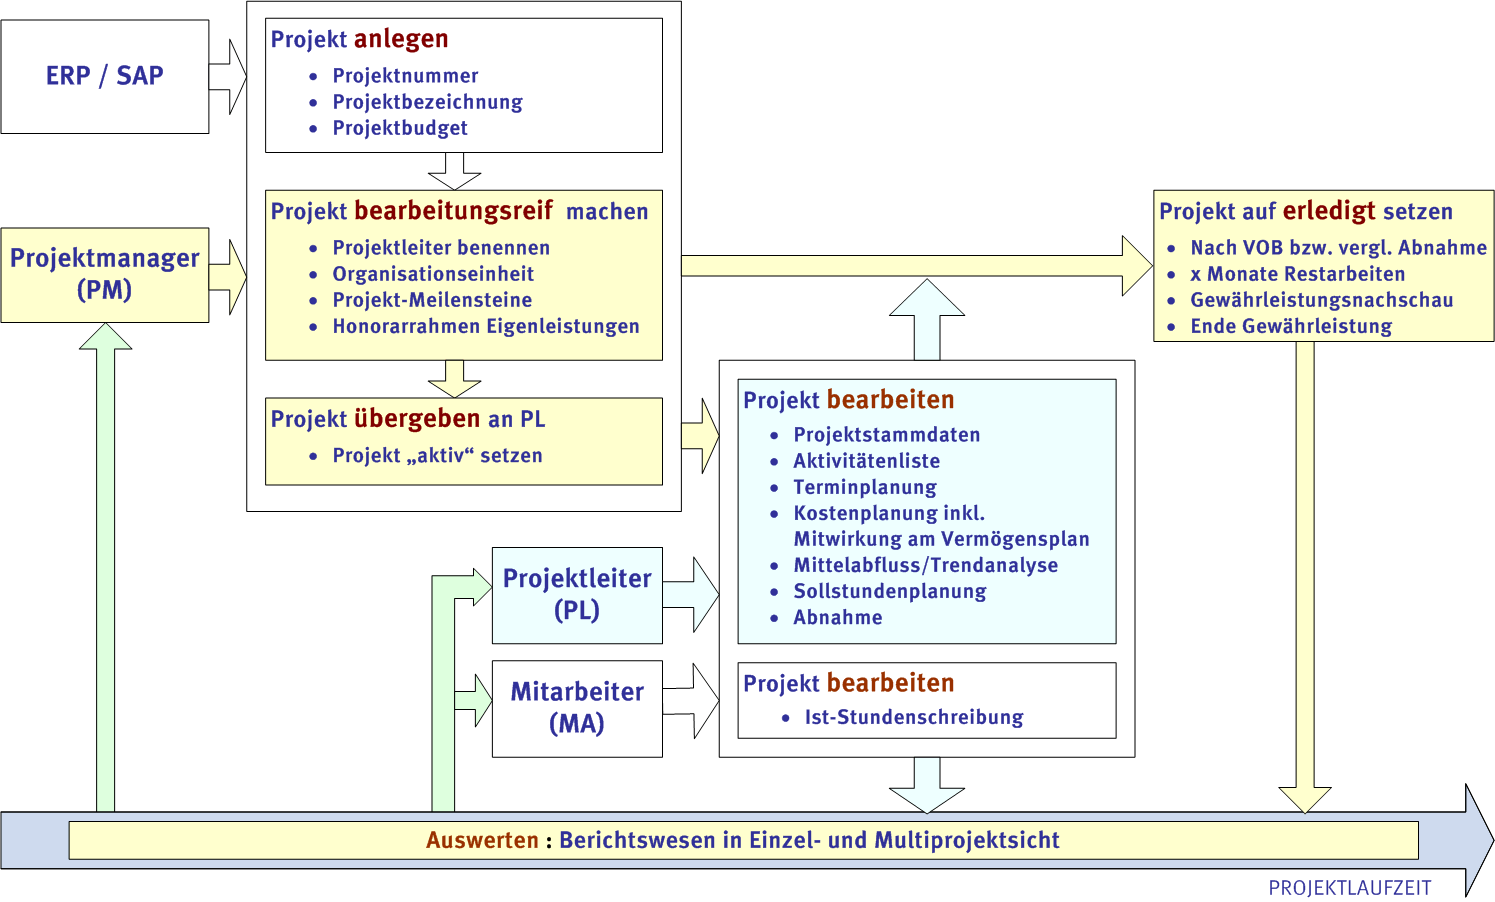 ERP / SAP
Projekt anlegen
• Projektnummer
• Projektbezeichnung
• Projektbudget
Projektmanager
(PM)
Projekt bearbeitungsreif machen
• Projektleiter benennen
• Organisationseinheit
• Projekt-Meilensteine
• Honorarrahmen Eigenleistungen
Projekt übergeben an PL
• Projekt „aktiv“ setzen
Projekt auf erledigt setzen
• Nach VOB bzw. vergl. Abnahme
• x Monate Restarbeiten
• Gewährleistungsnachschau
• Ende Gewährleistung
Projektleiter
(PL)
Projekt bearbeiten
• Projektstammdaten
• Aktivitätenliste
• Terminplanung
• Kostenplanung inkl.
Mitwirkung am Vermögensplan
• Mittelabfluss/Trendanalyse
• Sollstundenplanung
• Abnahme
Mitarbeiter
(MA)
Projekt bearbeiten
• Ist-Stundenschreibung
Auswerten : Berichtswesen in Einzel- und Multiprojektsicht
PROJEKTLAUFZEIT